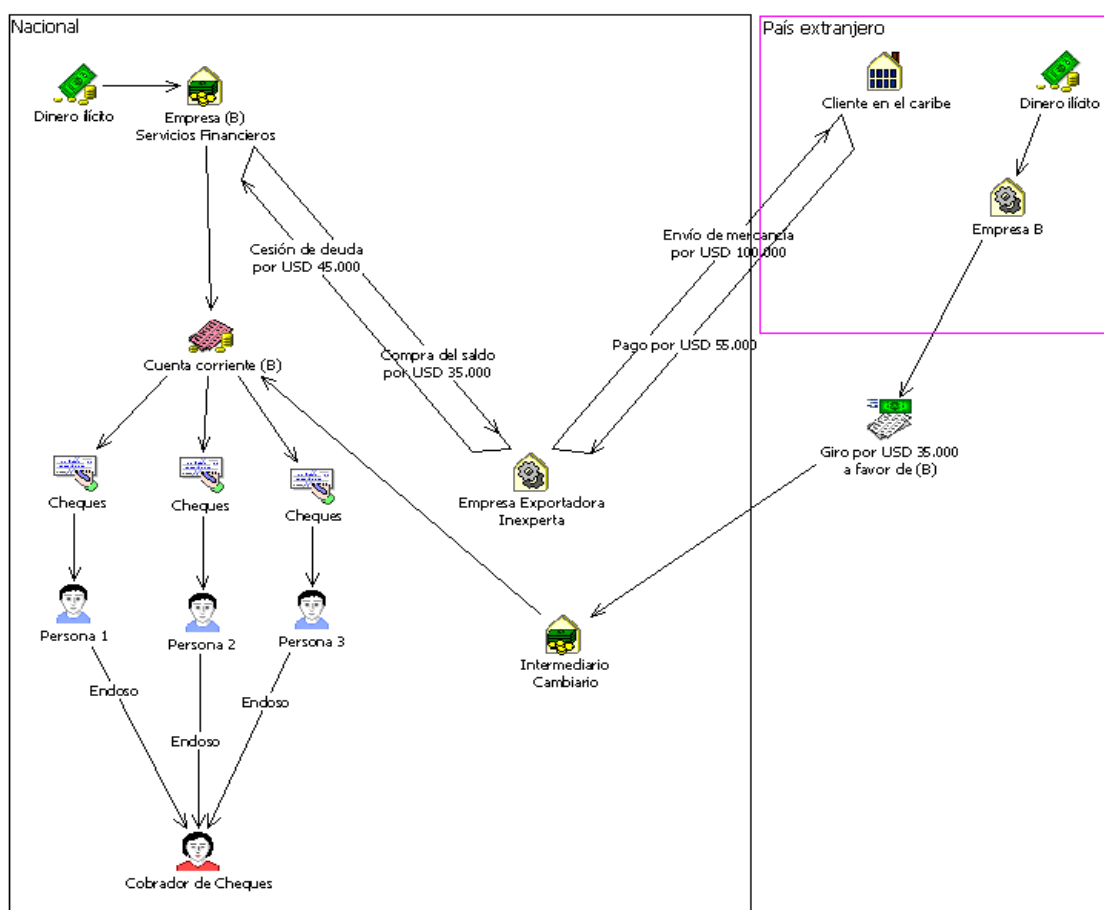 Nacional
País extranjero
Dinero ilícito
Empresa (B)
Servicios Financieros
Cliente en el caribe
Dinero ilícito
Empresa B
Cesión de deuda
por USD 45.000
Envío de mercancía
por USD 100.000
Compra del saldo
por USD 35.000
Pago por USD 55.000
Cuenta corriente (B)
Giro por USD 35.000
a favor de (B)
Cheques
Cheques
Cheques
Empresa Exportadora
Inexperta
Persona 1
Persona 2
Persona 3
Intermediario
Cambiario
Endoso
Endoso
Endoso
Cobrador de Cheques